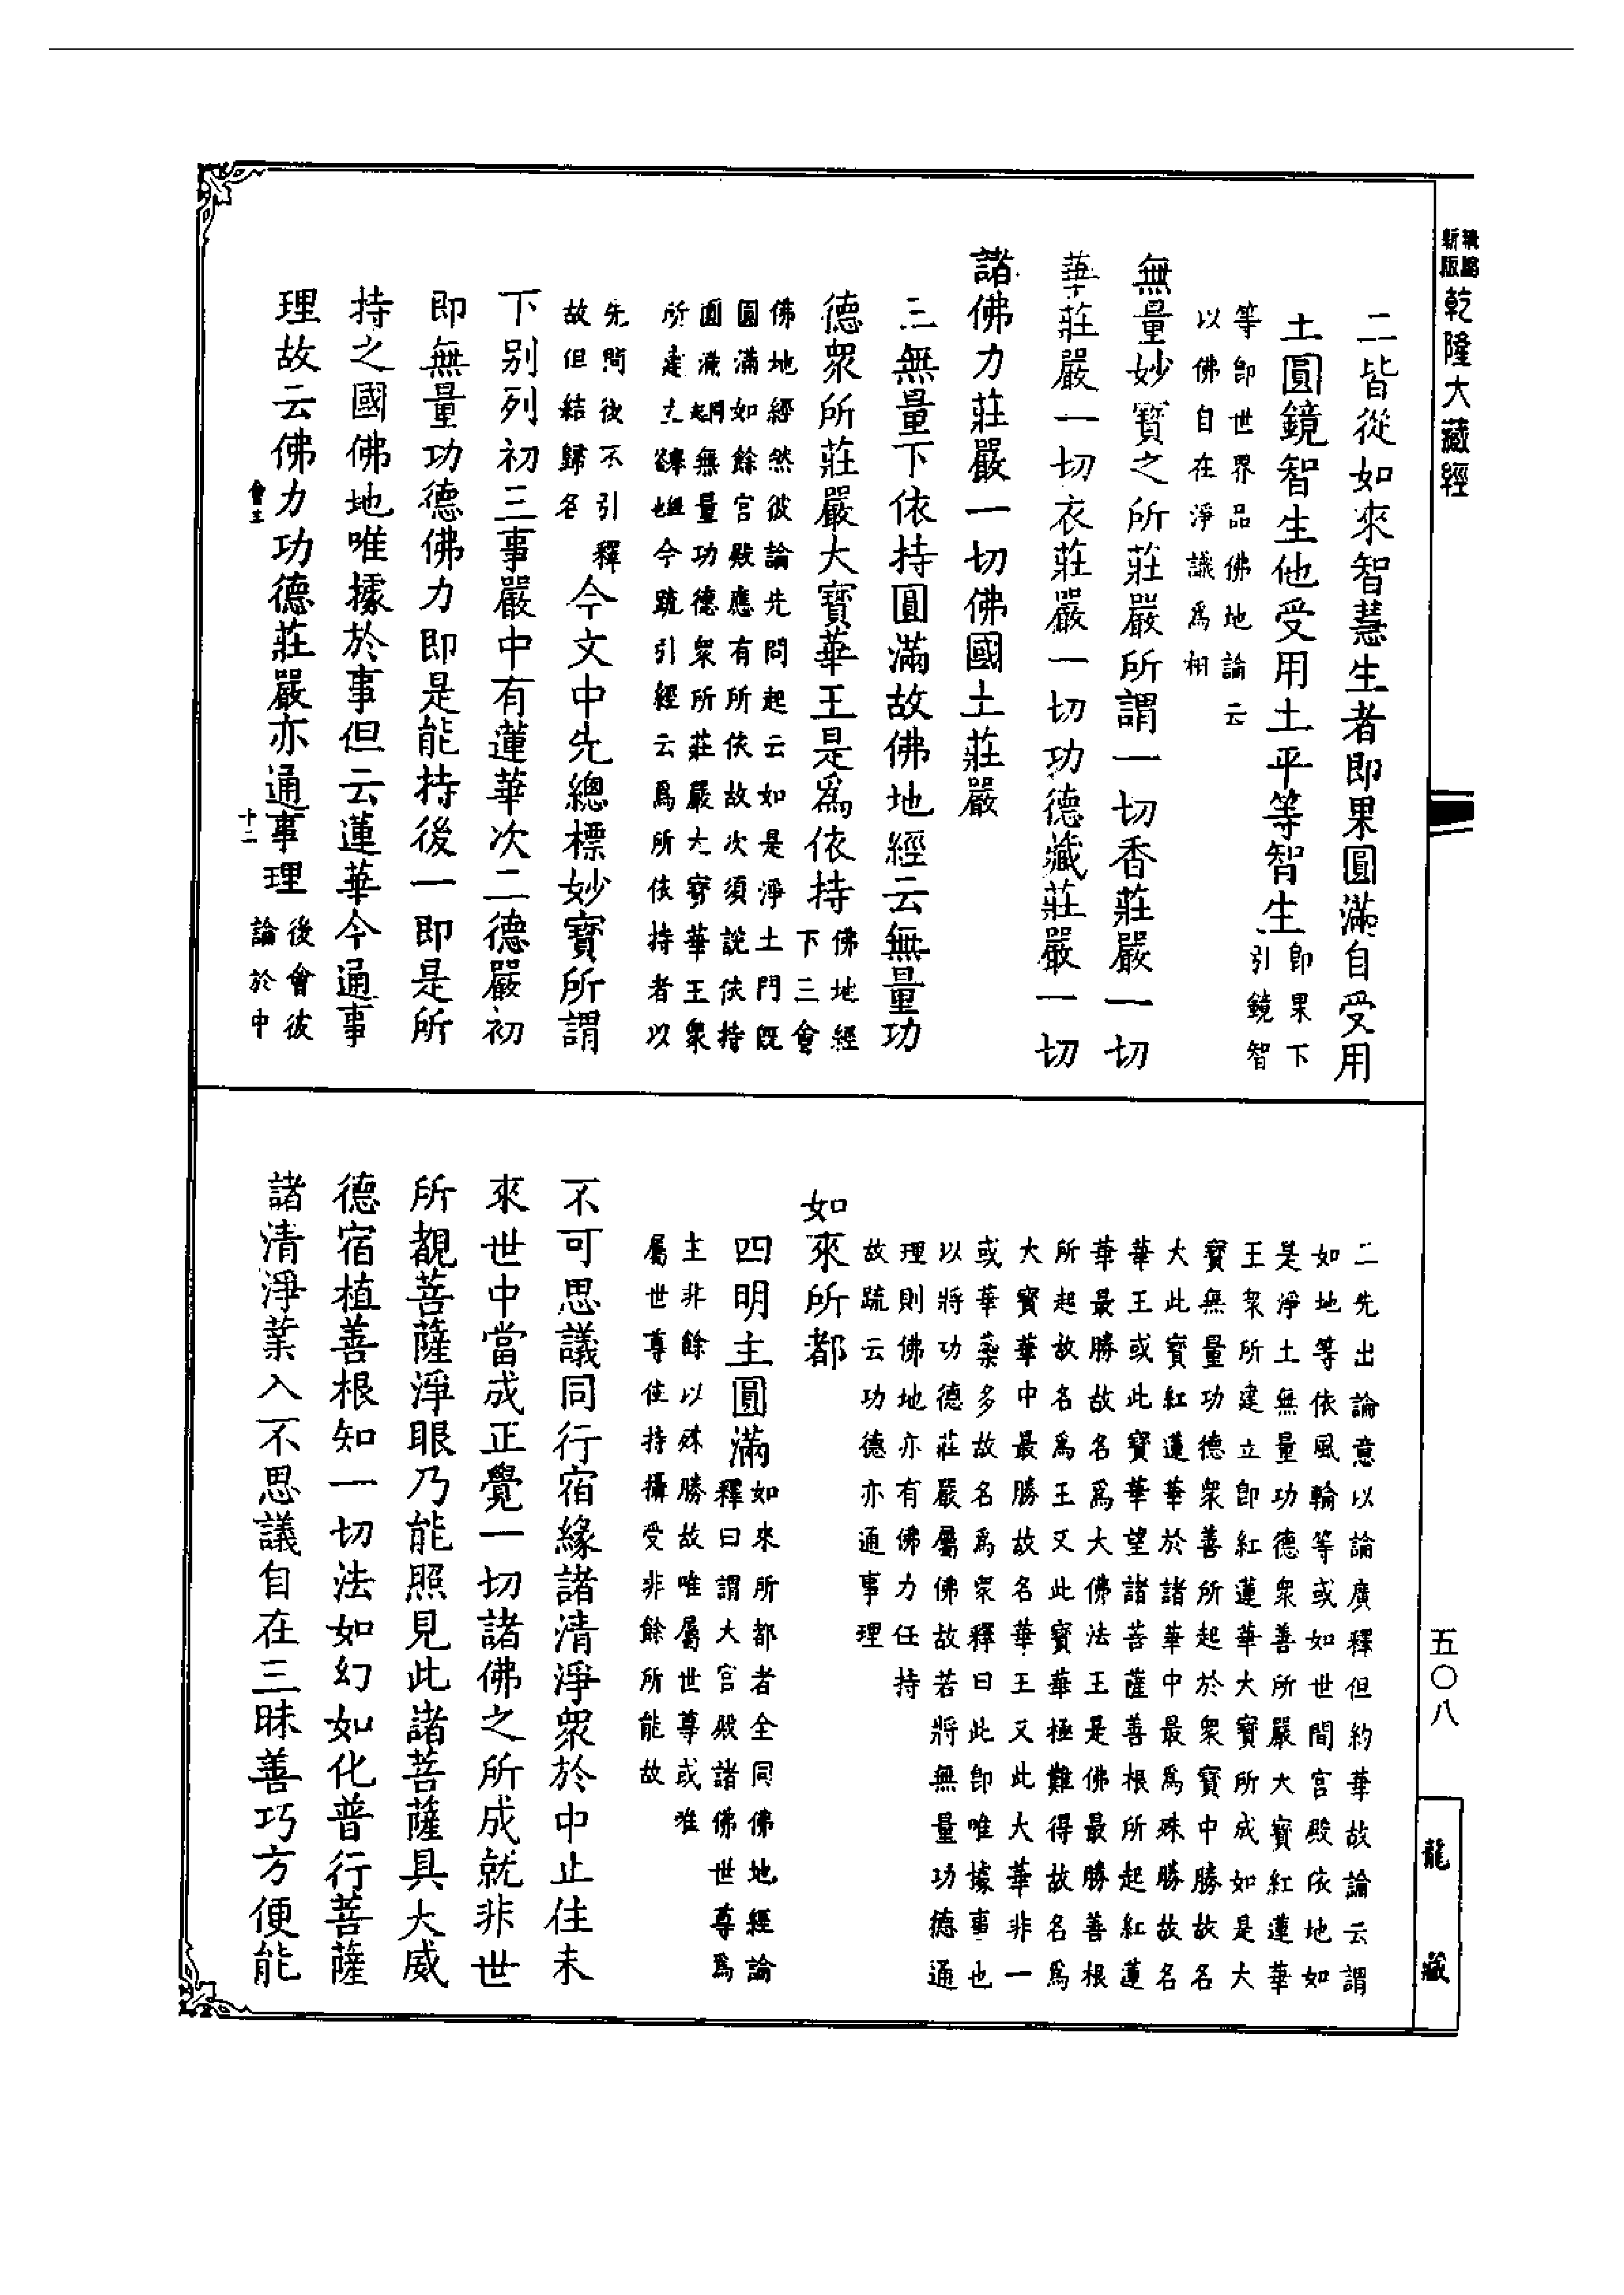 乾隆大藏經
二皆從如來智慧生者即果圓滿自受用
土圓鏡智生他受用土平等智生即果下引鏡智
等即世界品佛地論云
以佛自在淨識爲相
無量妙寶之所莊嚴所謂一切香莊嚴一切
華莊嚴一切衣莊嚴一切功德藏莊嚴一切
諸佛力莊嚴一切佛國土莊嚴
三無量下依持圓滿故佛地經云無量功
德衆所莊嚴大寶華王是爲依持佛地經下三會
佛地經然彼論先問起云如是淨土門既
圓滿如餘宮殿應有所依故次須說依持
圓滿無量功德衆所莊嚴大寶華王衆
所建立今疏引經云爲所依持者以
先問後不引釋
故但結歸名
今文中先總標妙寶所謂
下別列初三事嚴中有蓮華次二德嚴初
即無量功德佛力即是能持後一即是所
持之國佛地唯據於事但云蓮華今通事
理故云佛力功德莊嚴亦通事理後會彼論於中
十二
二先出論意以論廣釋但約華故論云謂
如地等依風輪等或如世間宮殿依地如
是淨土無量功德衆善所嚴大寶紅蓮華
王衆所建立即紅蓮華大寶所成如是大
寶無量功德衆善所起於衆寶中勝故名
大此寶紅蓮華於諸華中最爲殊勝故名
華王或此寶華望諸菩薩善根所起紅蓮
華最勝故名爲大佛法王是佛最勝善根
所起故名爲王又此寶華極難得故名爲
大寶華中最勝故名華王又此大華非一
或華葉多故名爲衆釋曰此即唯據事也
以將功德莊嚴屬佛故若將無量功德通
理則佛地亦有佛力任持
故疏云功德亦通事理
如來所都
四明主圓滿如來所都者全同佛地經論
釋曰謂大宮殿諸佛世尊爲
主非餘以殊勝故唯屬世尊或唯
屬世尊住持攝受非餘所能故
不可思議同行宿緣諸清淨衆於中止住未
來世中當成正覺一切諸佛之所成就非世
所覩菩薩淨眼乃能照見此諸菩薩具大威
德宿植善根知一切法如幻如化普行菩薩
諸清淨業入不思議自在三昧善巧方便能
五〇八
龍藏